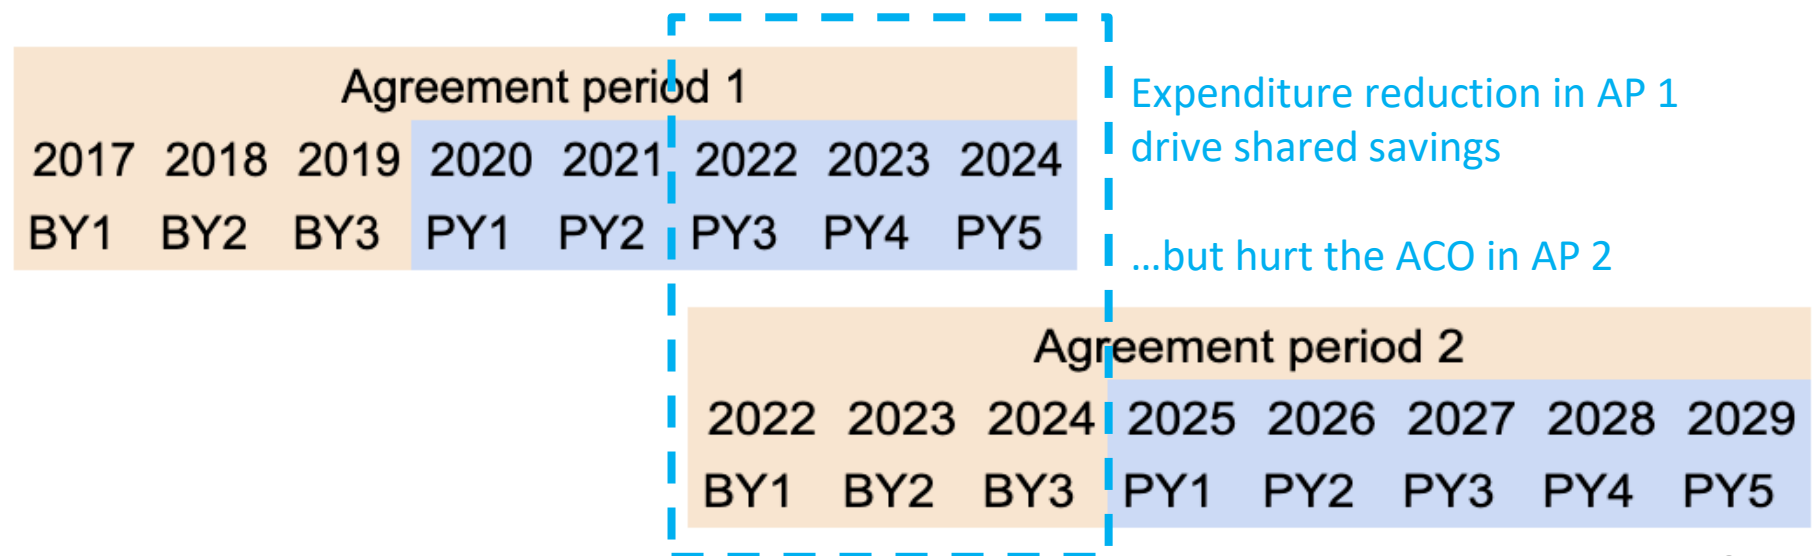 Agreement period 1
2017 2018 2019 2020 2021 2022 2023 2024
BY1 BY2 BY3 PY1 PY2 PY3 PY4 PY5
Expenditure reduction in AP 1
drive shared savings
...but hurt the ACO in AP 2
Agreement period 2
2022 2023 2024 2025 2026 2027 2028 2029
BY1 BY2 BY3 PY1 PY2 PY3 PY4 PY5